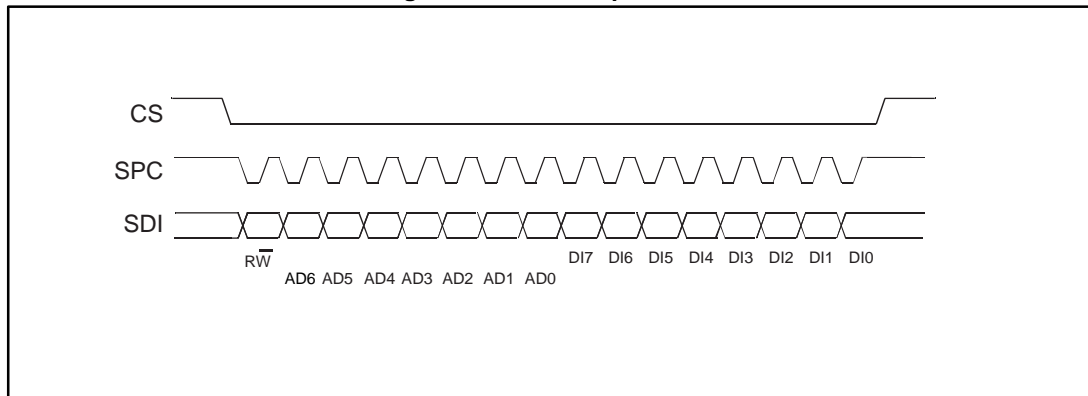 CS
SPC
SDI
RW DI7 DI6 DI5 DI4 DI3 DI2 DI1 DI0
AD6 AD5 AD4 AD3 AD2 AD1 AD0